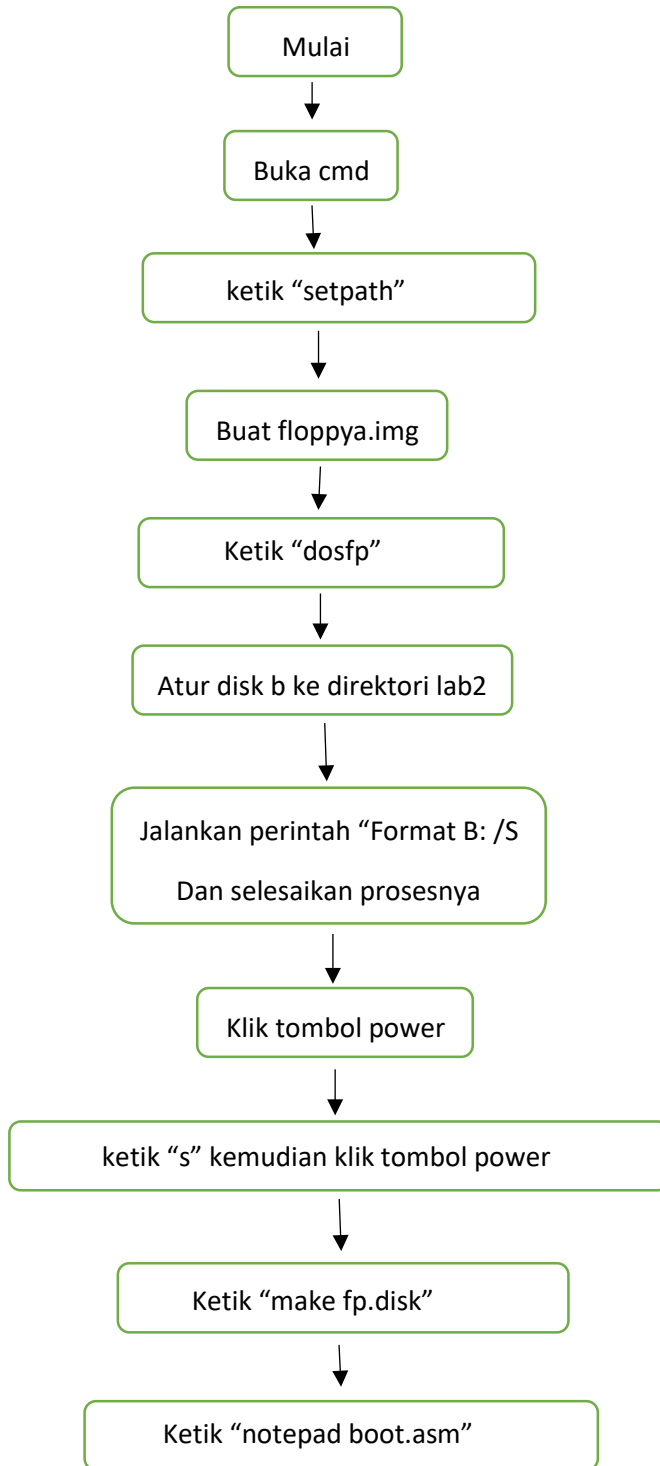 Mulai
Buka cmd
ketik “setpath”
Buat floppya.img
Ketik “dosfp”
Atur disk b ke direktori lab2
Jalankan perintah “Format B: /S
Dan selesaikan prosesnya
Klik tombol power
ketik “s” kemudian klik tombol power
Ketik “make fp.disk”
Ketik “notepad boot.asm”